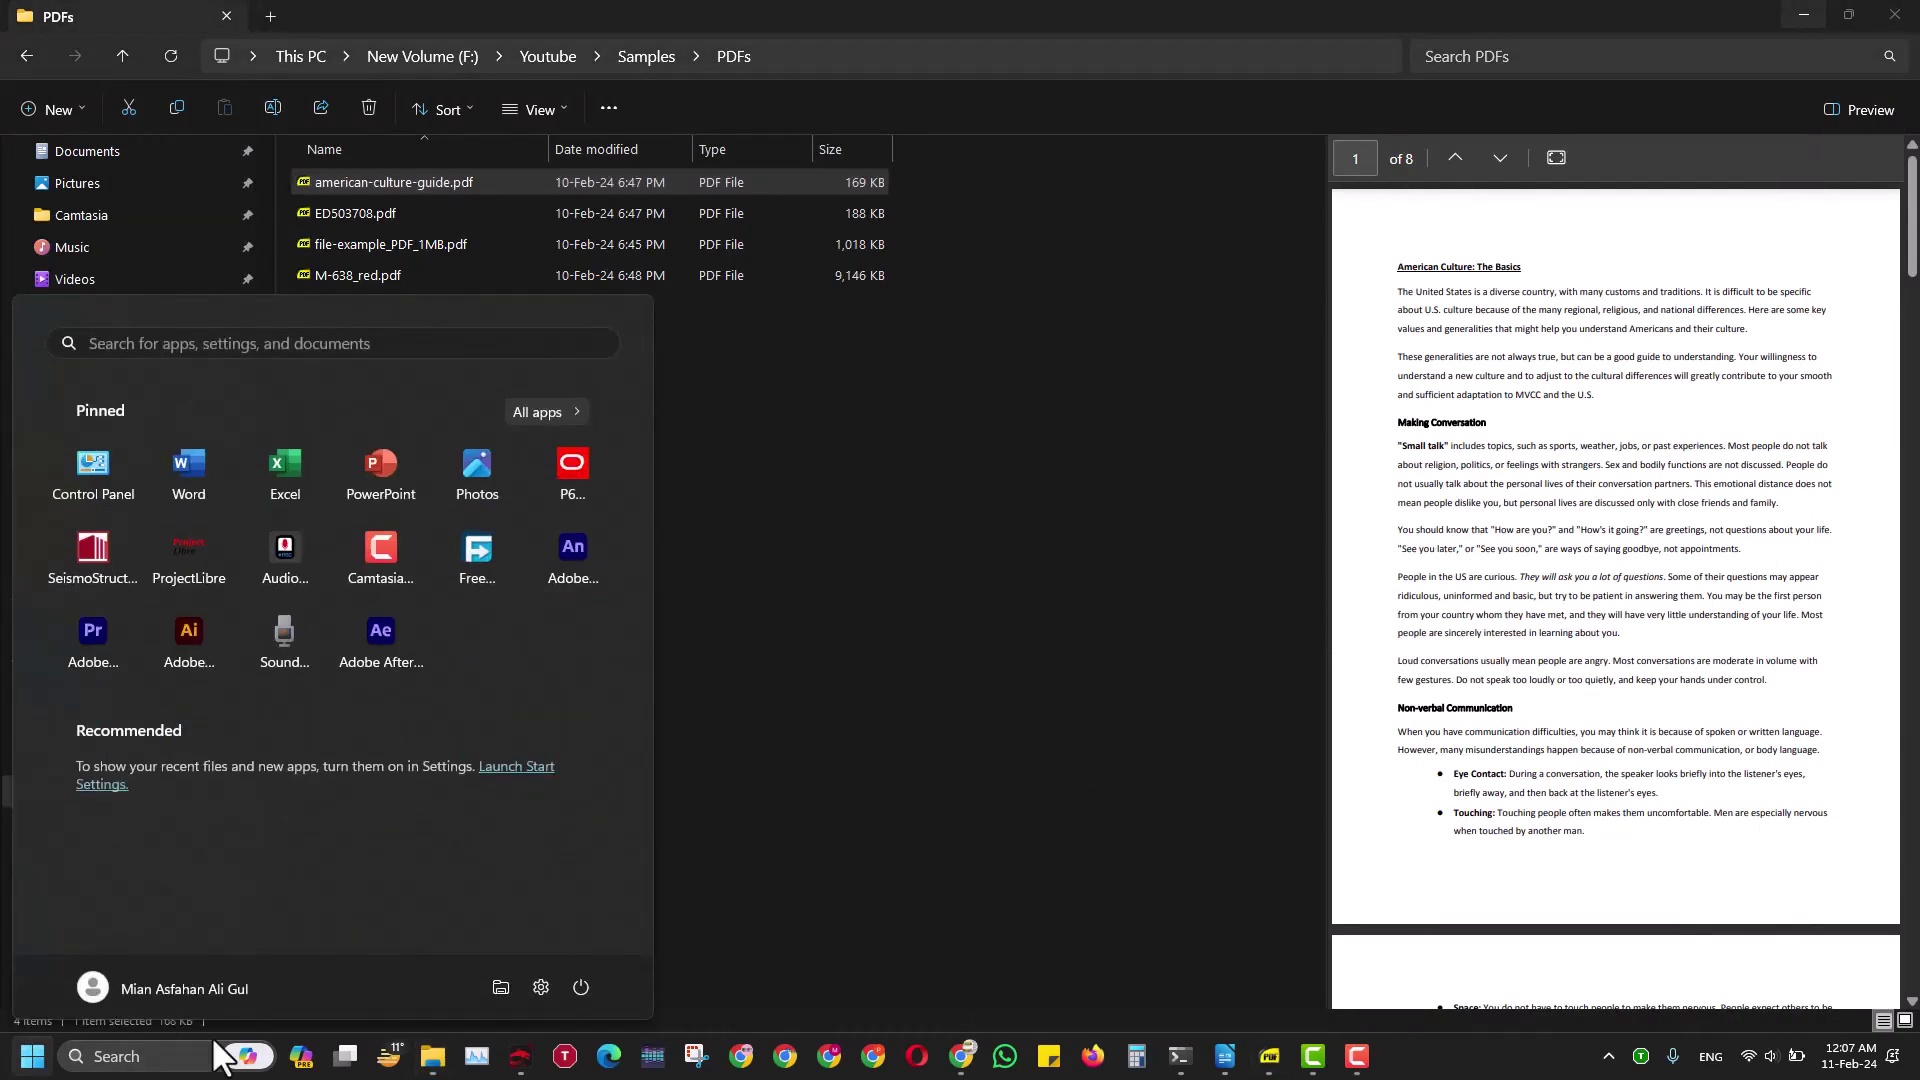 PDFs
This PC
New Volume (F:)
Youtube
Samples
PDFs
Search PDFs
New
Sort
View
Preview
Documents
Pictures
Camtasia
Music
Videos
Name
Date modified
Type
Size
american-culture-guide.pdf 10-Feb-24 6:47 PM PDF File 169 KB
ED503708.pdf 10-Feb-24 6:47 PM PDF File 188 KB
file-example_PDF_1MB.pdf 10-Feb-24 6:45 PM PDF File 1,018 KB
M-638_red.pdf 10-Feb-24 6:48 PM PDF File 9,146 KB
Search for apps, settings, and documents
Pinned
All apps
Control Panel
Word
Excel
PowerPoint
Photos
P6...
SeismoStruct...
ProjectLibre
Audio...
Camtasia...
Free...
Adobe...
Adobe...
Adobe...
Sound...
Adobe After...
Recommended
To show your recent files and new apps, turn them on in Settings. Launch Start
Settings.
Mian Asfahan Ali Gul
4 items 1 item selected 168 KB
1 of 8
American Culture: The Basics
The United States is a diverse country, with many customs and traditions. It is difficult to be specific
about U.S. culture because of the many regional, religious, and national differences. Here are some key
values and generalities that might help you understand Americans and their culture.
These generalities are not always true, but can be a good guide to understanding. Your willingness to
understand a new culture and to adjust to the cultural differences will greatly contribute to your smooth
and sufficient adaptation to MVCC and the U.S.
Making Conversation
"Small talk" includes topics, such as sports, weather, jobs, or past experiences. Most people do not talk
about religion, politics, or feelings with strangers. Sex and bodily functions are not discussed. People do
not usually talk about the personal lives of their conversation partners. This emotional distance does not
mean people dislike you, but personal lives are discussed only with close friends and family.
You should know that "How are you?" and "How's it going?" are greetings, not questions about your life.
"See you later," or "See you soon," are ways of saying goodbye, not appointments.
People in the US are curious. They will ask you a lot of questions. Some of their questions may appear
ridiculous, uninformed and basic, but try to be patient in answering them. You may be the first person
from your country whom they have met, and they will have very little understanding of your life. Most
people are sincerely interested in learning about you.
Loud conversations usually mean people are angry. Most conversations are moderate in volume with
few gestures. Do not speak too loudly or too quietly, and keep your hands under control.
Non-verbal Communication
When you have communication difficulties, you may think it is because of spoken or written language.
However, many misunderstandings happen because of non-verbal communication, or body language.
● Eye Contact: During a conversation, the speaker looks briefly into the listener's eyes,
briefly away, and then back at the listener's eyes.
● Touching: Touching people often makes them uncomfortable. Men are especially nervous
when touched by another man.
● Space: You do not have to touch people to make them nervous. People expect others to be
Search
PRE
11°
ENG
12:07 AM
11-Feb-24